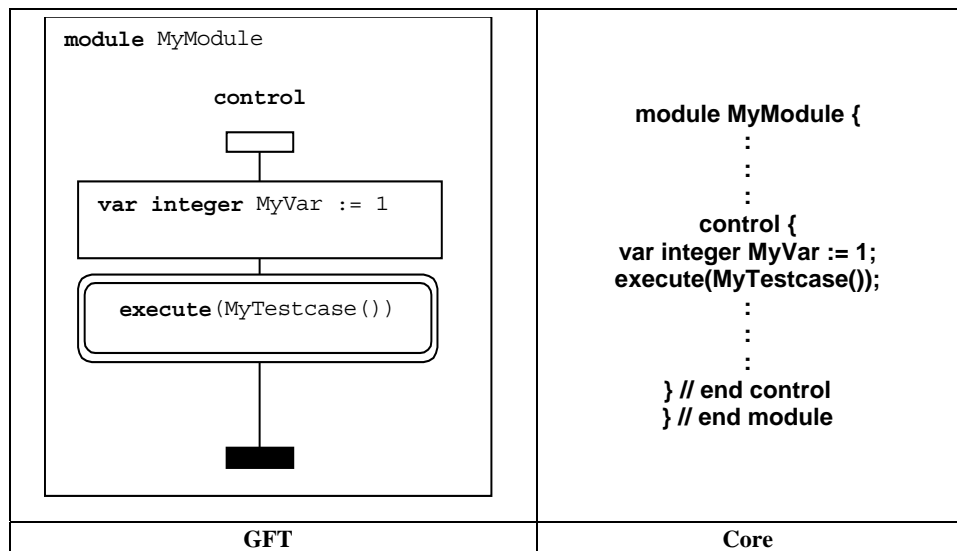 module MyModule
control
var integer MyVar := 1
execute(MyTestcase())
GFT
module MyModule {
:
:
:
control {
var integer MyVar := 1;
execute(MyTestcase());
:
:
:
} // end control
} // end module
Core